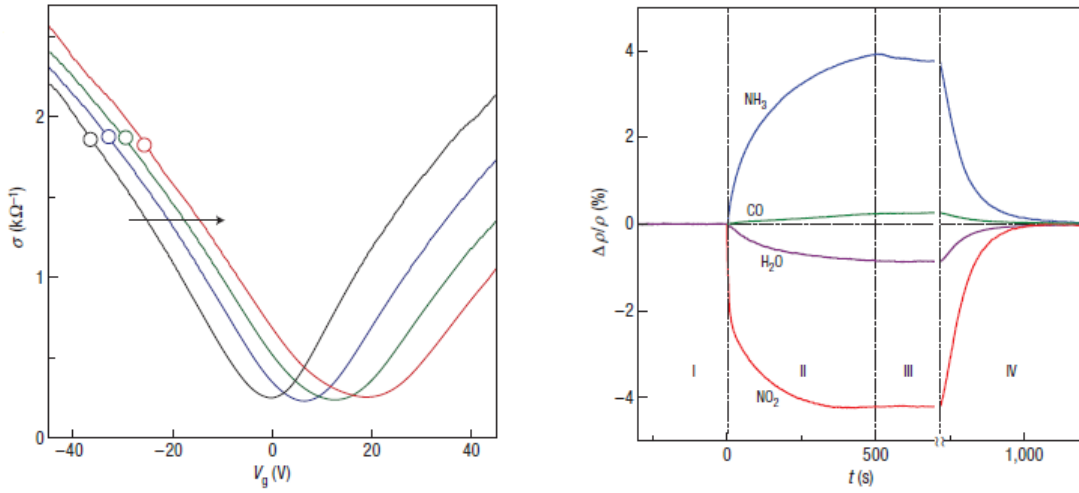 σ (kΩ⁻¹)
2
1
0
−40
−20
0
20
40
V_g (V)
Δρ/ρ (%)
4
2
0
−2
−4
NH₃
CO
H₂O
NO₂
I
II
III
IV
0
500
1,000
t (s)